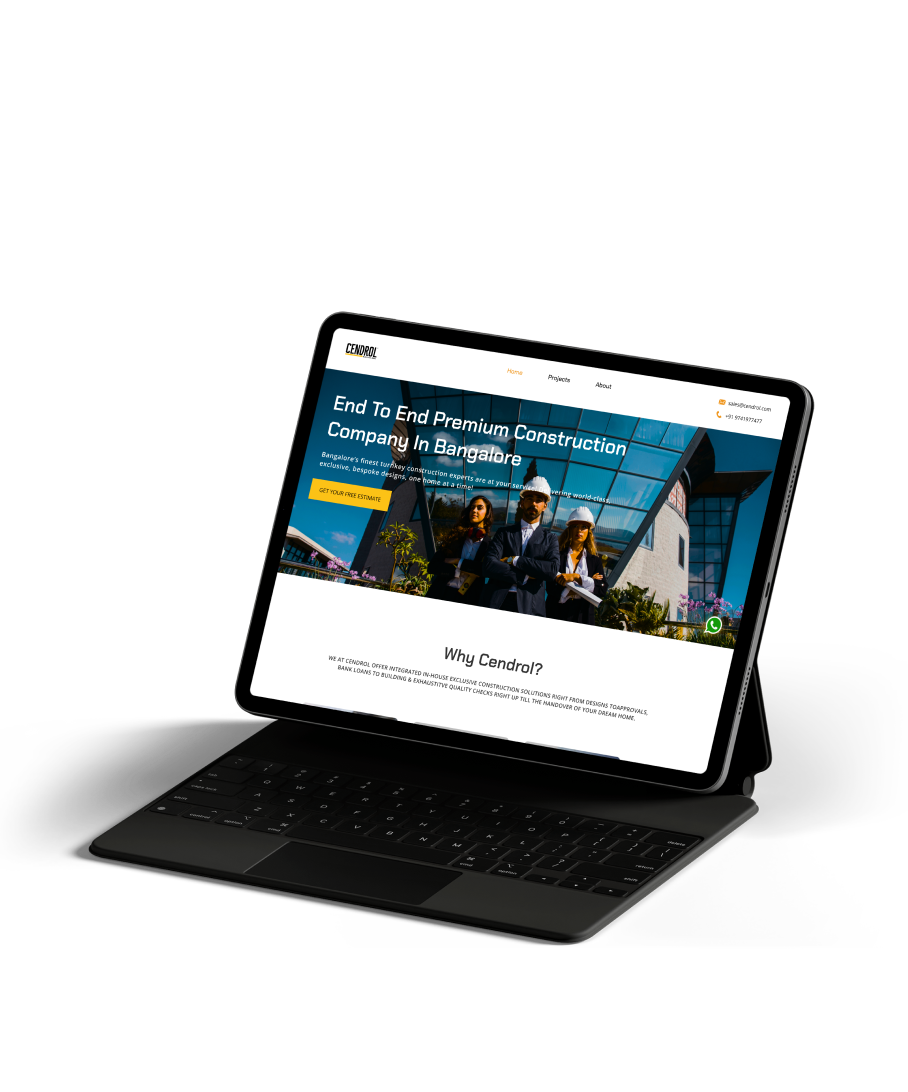 CENDROL
Home
Projects
About
sales@cendrol.com
+91 9741977477
End To End Premium Construction
Company In Bangalore
Bangalore's finest turnkey construction experts are at your service, delivering world-class,
exclusive, bespoke designs, one home at a time!
GET YOUR FREE ESTIMATE
Why Cendrol?
WE AT CENDROL OFFER INTEGRATED IN-HOUSE EXCLUSIVE CONSTRUCTION SOLUTIONS RIGHT FROM DESIGNS TOAPPROVALS,
BANK LOANS TO BUILDING & EXHAUSTITVE QUALITY CHECKS RIGHT UP TILL THE HANDOVER OF YOUR DREAM HOME.